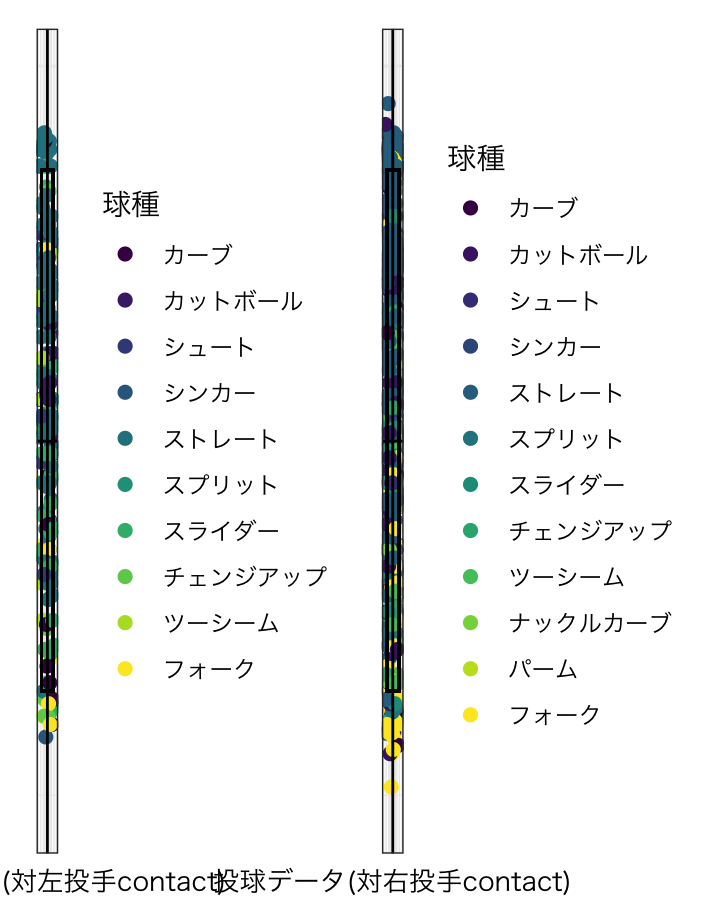 球種
カーブ
カットボール
シュート
シンカー
ストレート
スプリット
スライダー
チェンジアップ
ツーシーム
フォーク
球種
カーブ
カットボール
シュート
シンカー
ストレート
スプリット
スライダー
チェンジアップ
ツーシーム
ナックルカーブ
パーム
フォーク
(対左投手contact)
投球データ(対右投手contact)